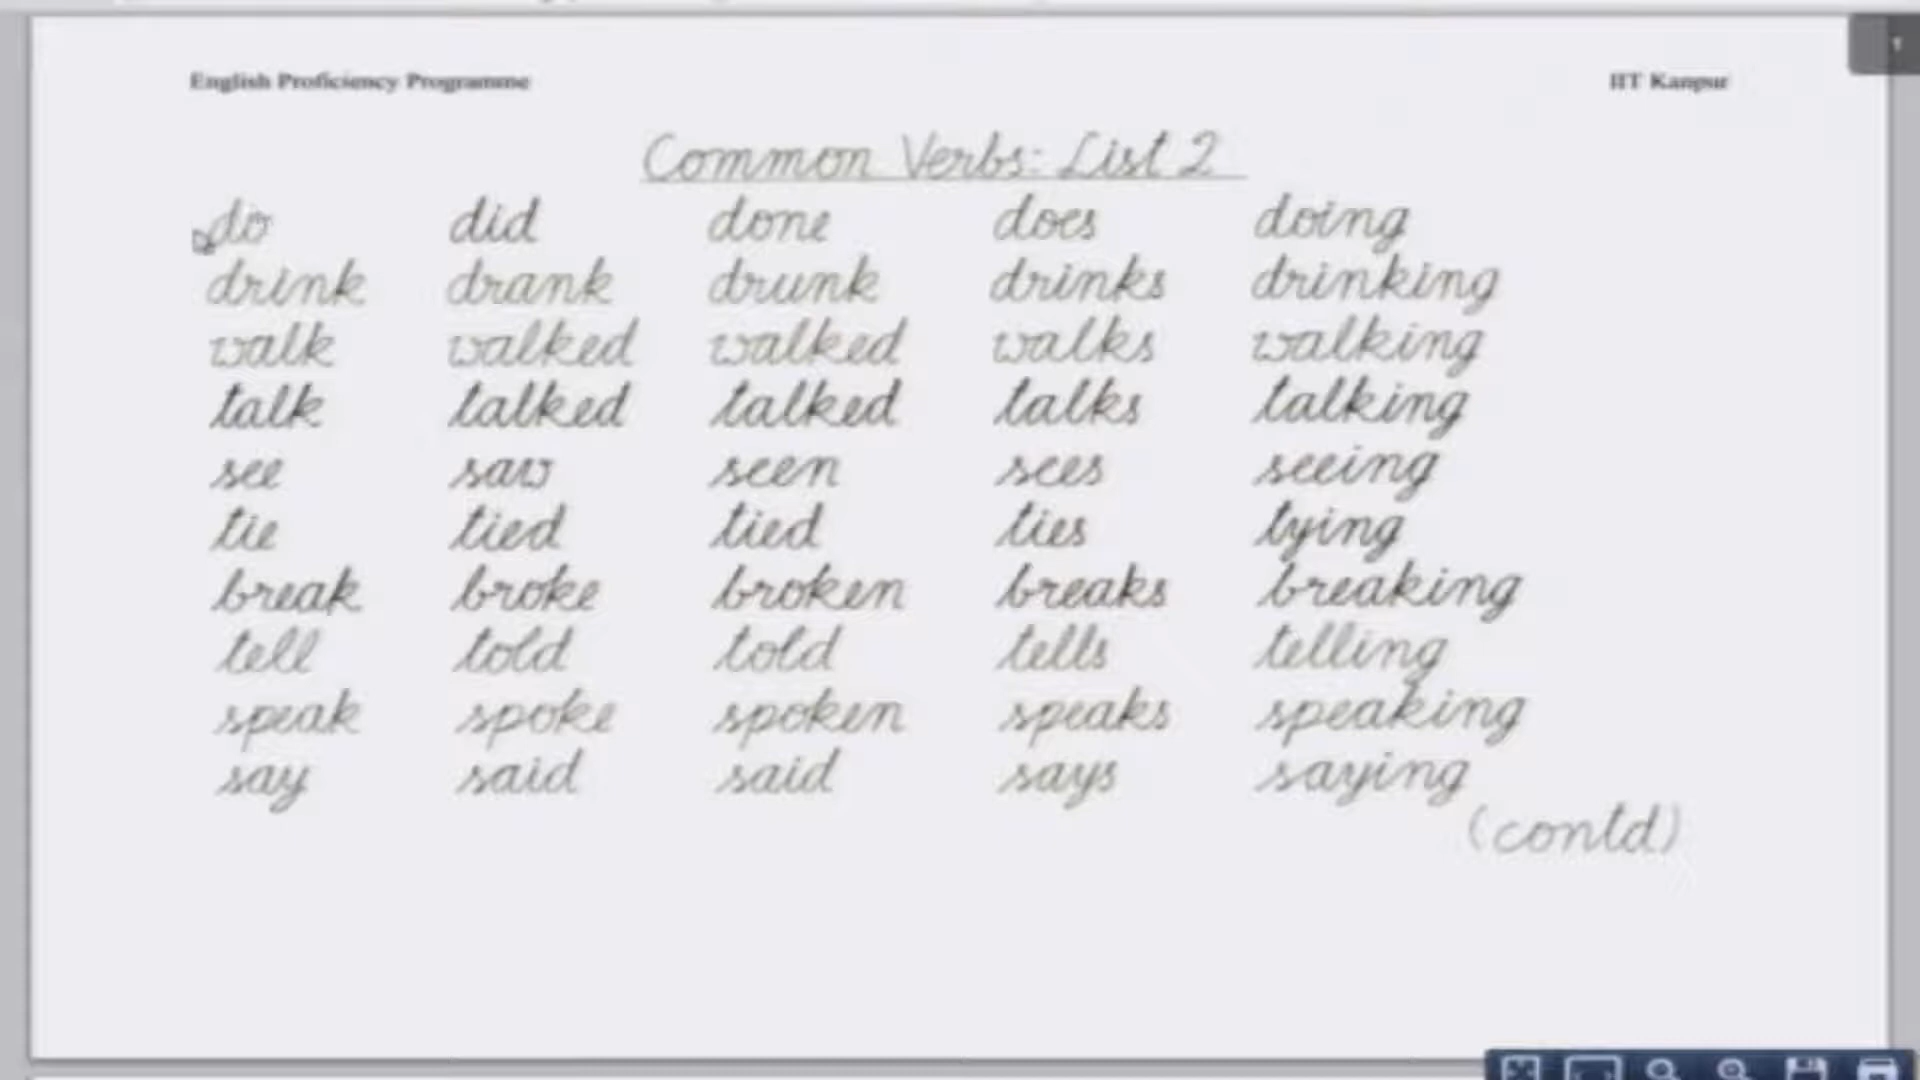 English Proficiency Programme IIT Kanpur
Common Verbs: List 2
do did done does doing
drink drank drunk drinks drinking
walk walked walked walks walking
talk talked talked talks talking
see saw seen sees seeing
tie tied tied ties tying
break broke broken breaks breaking
tell told told tells telling
speak spoke spoken speaks speaking
say said said says saying
(contd)